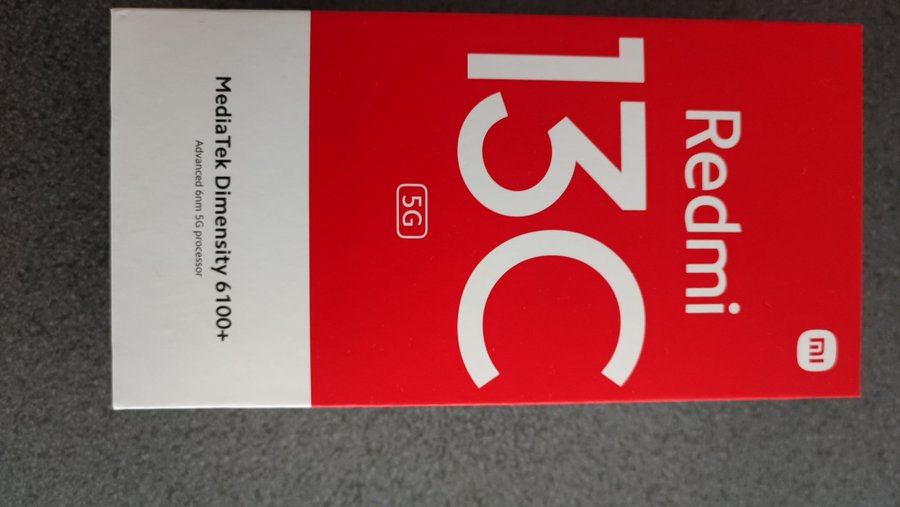 mi
Redmi
13C
5G
MediaTek Dimensity 6100+
Advanced 6nm 5G processor